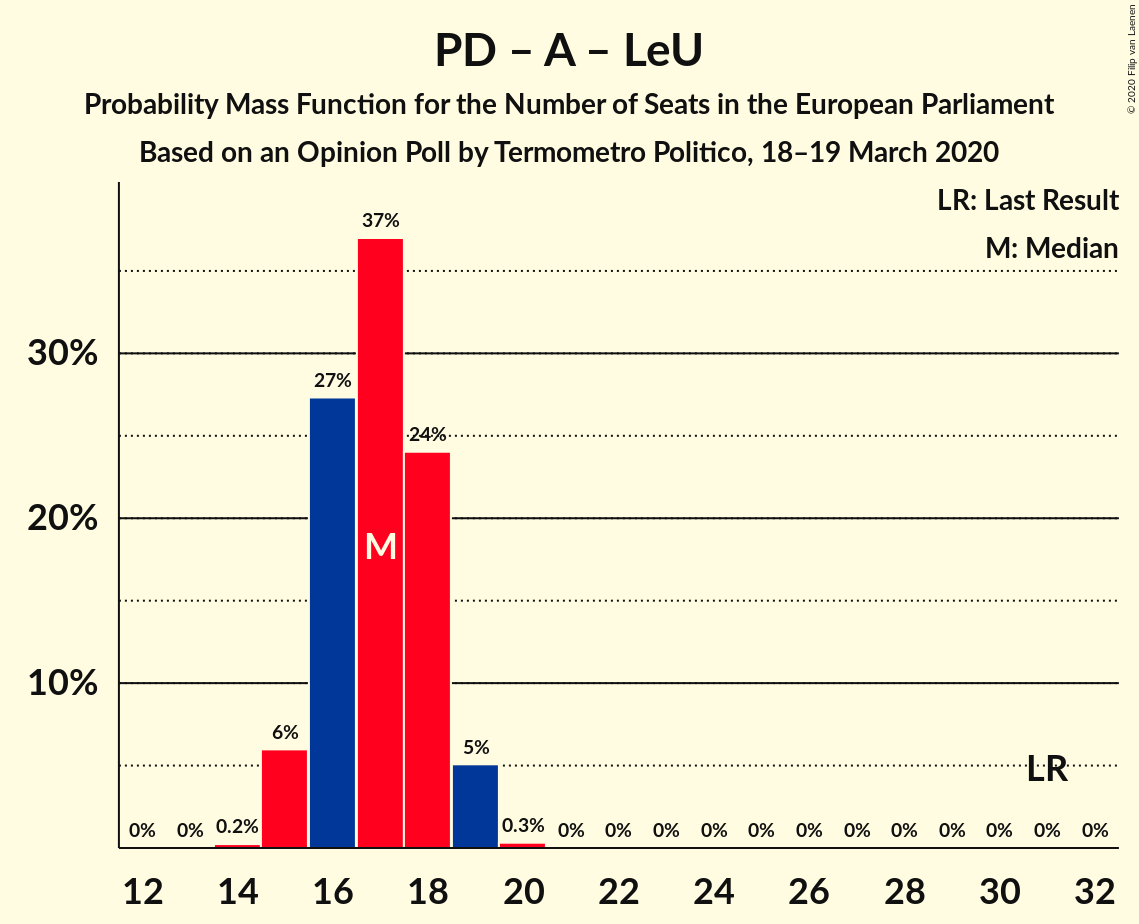 PD – A – LeU
Probability Mass Function for the Number of Seats in the European Parliament
Based on an Opinion Poll by Termometro Politico, 18–19 March 2020
© 2020 Filip van Laenen
LR: Last Result
M: Median
37%
30%
27%
24%
20%
M
10%
6%
5%
LR
0% 0% 0.2% 0.3% 0% 0% 0% 0% 0% 0% 0% 0% 0% 0% 0% 0%
12 14 16 18 20 22 24 26 28 30 32